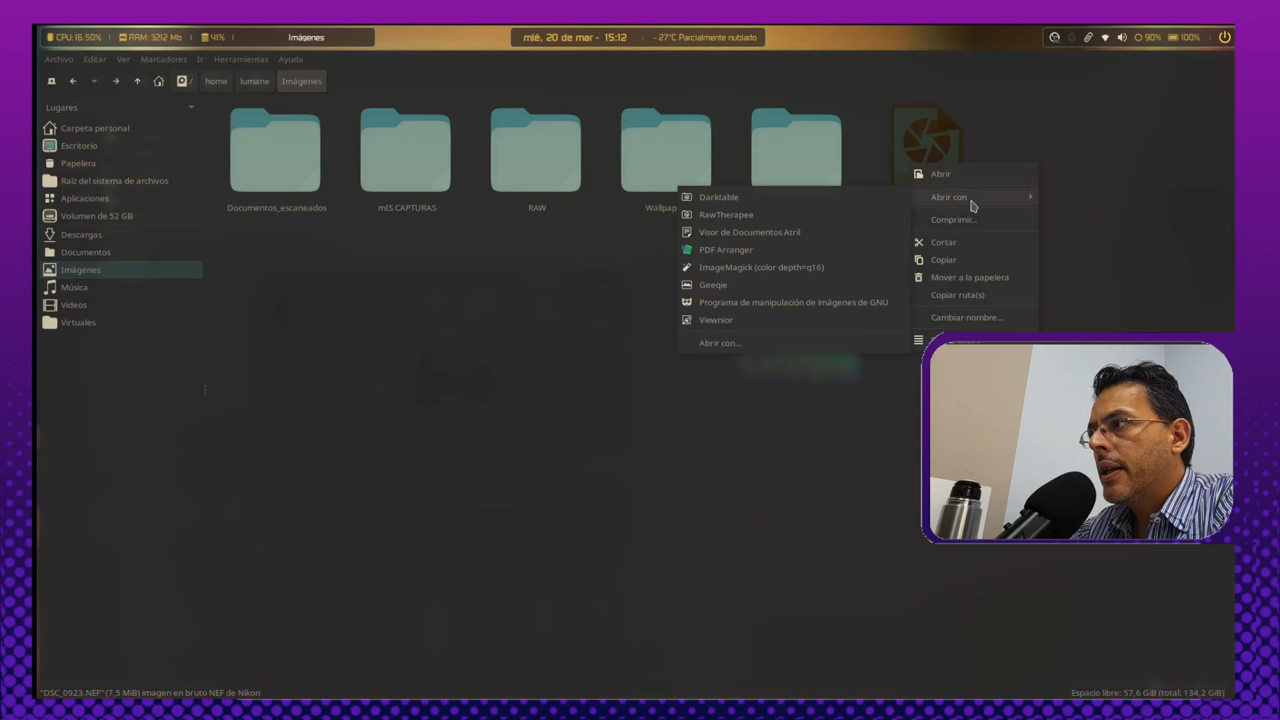 CPU: 16.50% RAM: 3212 Mb 41% Imágenes mié, 20 de mar - 15:12 - 27°C Parcialmente nublado 90% 100%
Archivo Editar Ver Marcadores Ir Herramientas Ayuda
/ home lumane Imágenes
Lugares
Carpeta personal
Escritorio
Papelera
Raíz del sistema de archivos
Aplicaciones
Volumen de 52 GB
Descargas
Documentos
Imágenes
Música
Vídeos
Virtuales
Documentos_escaneados mIS CAPTURAS RAW
Abrir
Abrir con
Comprimir...
Cortar
Copiar
Mover a la papelera
Copiar ruta(s)
Cambiar nombre...
Darktable
RawTherapee
Visor de Documentos Atril
PDF Arranger
ImageMagick (color depth=q16)
Geeqie
Programa de manipulación de imágenes de GNU
Viewnior
Abrir con...
"DSC_0923.NEF" (7,5 MiB) imagen en bruto NEF de Nikon Espacio libre: 57,6 GiB (total: 134,2 GiB)